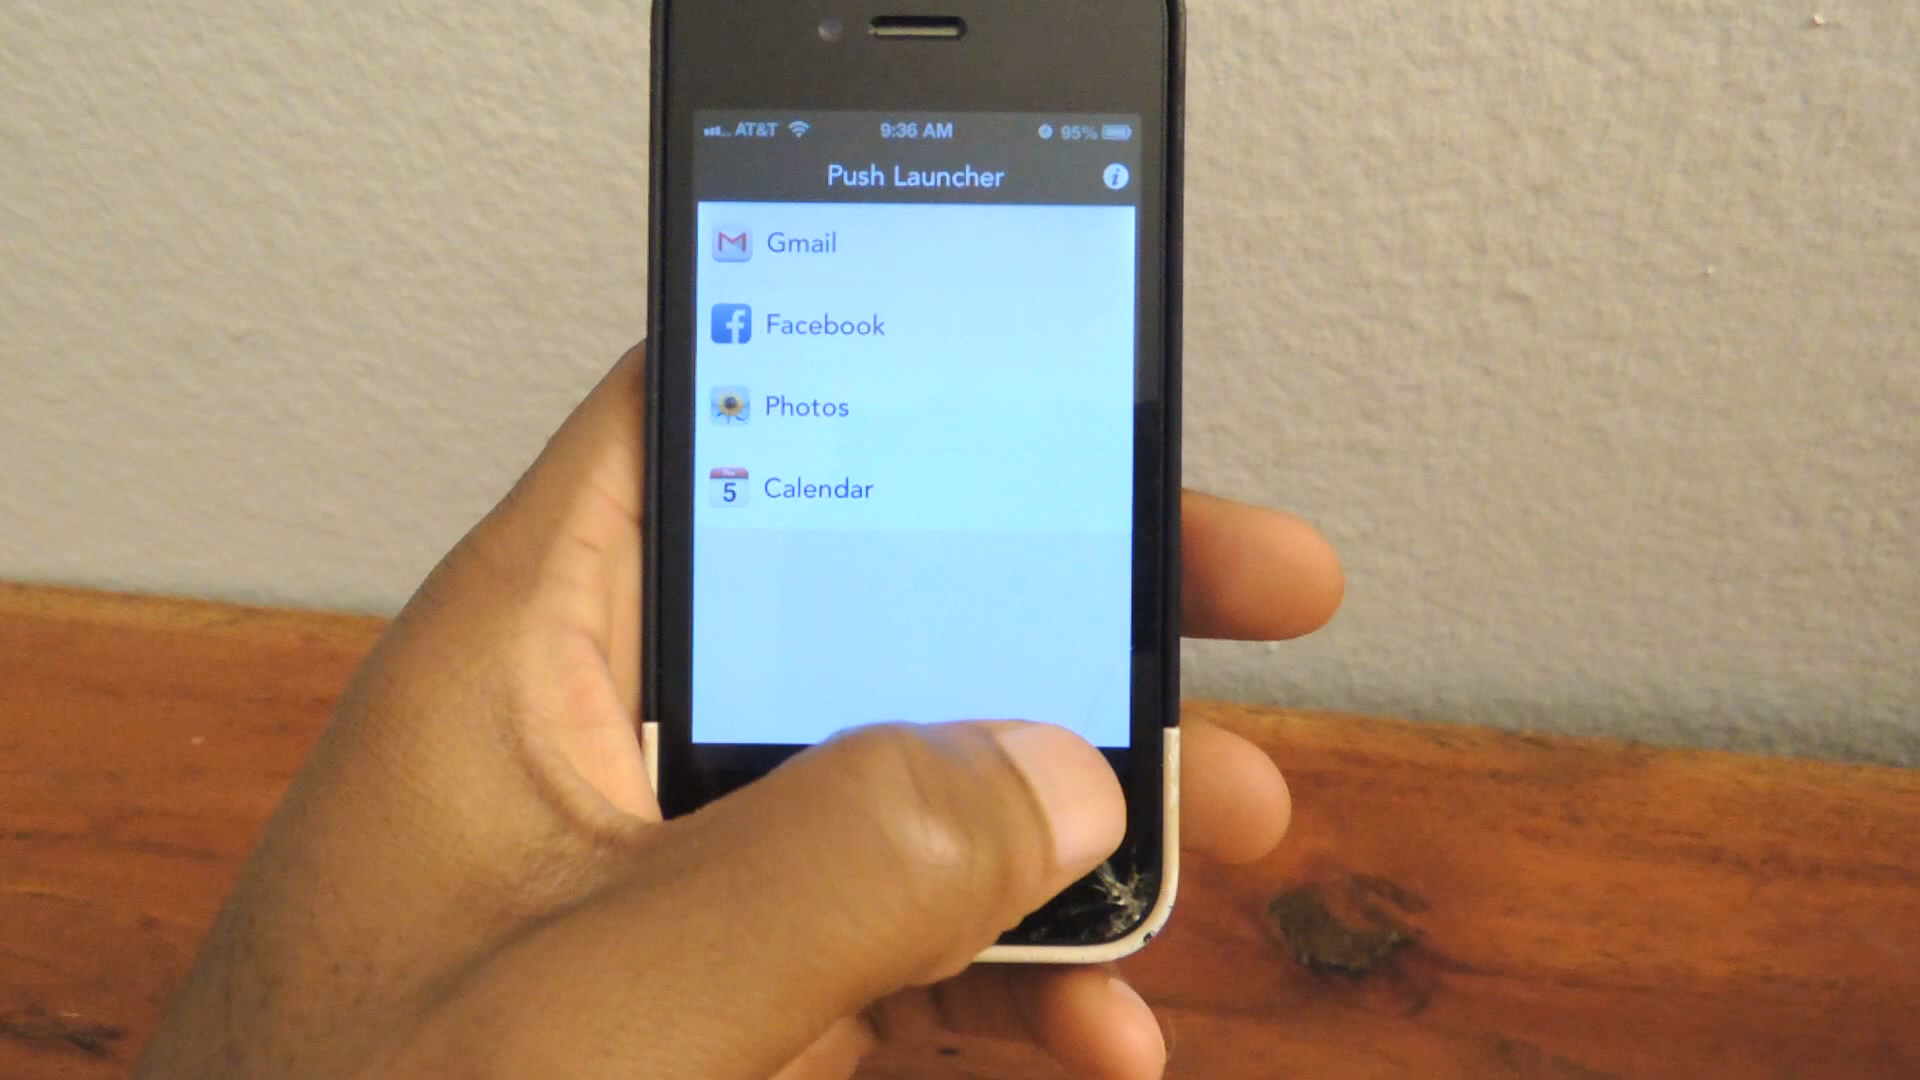 AT&T 9:36 AM 95%
Push Launcher
Gmail
Facebook
Photos
5 Calendar